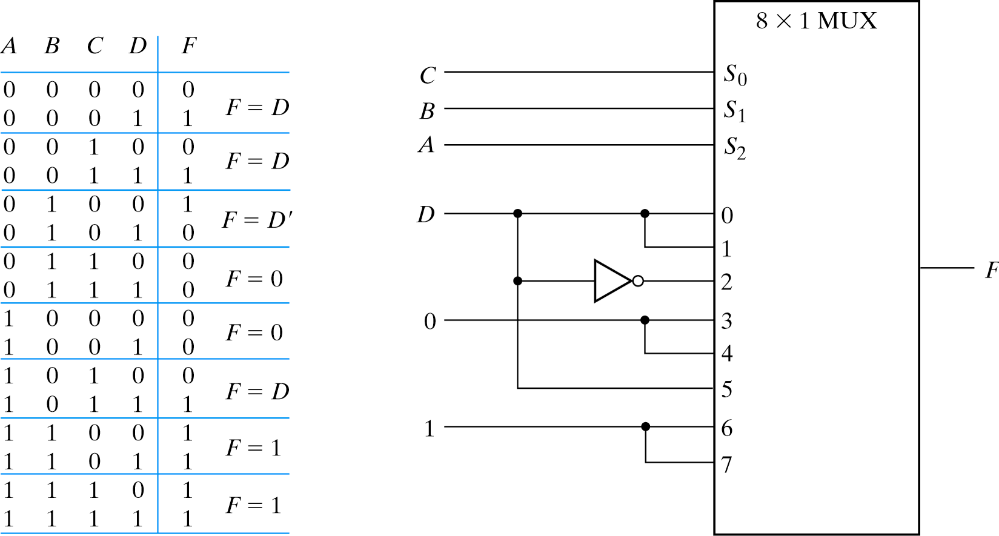 A B C D F
0 0 0 0 0
F = D
0 0 0 1 1
0 0 1 0 0
F = D
0 0 1 1 1
0 1 0 0 1
F = D′
0 1 0 1 0
0 1 1 0 0
F = 0
0 1 1 1 0
1 0 0 0 0
F = 0
1 0 0 1 0
1 0 1 0 0
F = D
1 0 1 1 1
1 1 0 0 1
F = 1
1 1 0 1 1
1 1 1 0 1
F = 1
1 1 1 1 1
8 × 1 MUX
C S₀
B S₁
A S₂
D 0
1
2
0 3
4
5
1 6
7
F